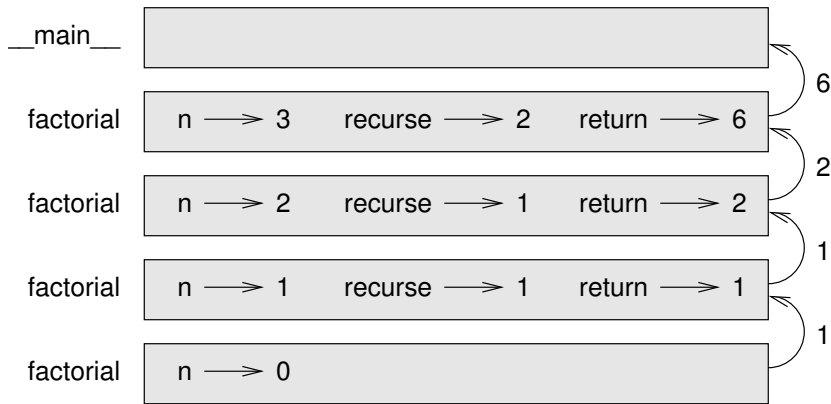 __main__
6
factorial n 3 recurse 2 return 6
2
factorial n 2 recurse 1 return 2
1
factorial n 1 recurse 1 return 1
1
factorial n 0